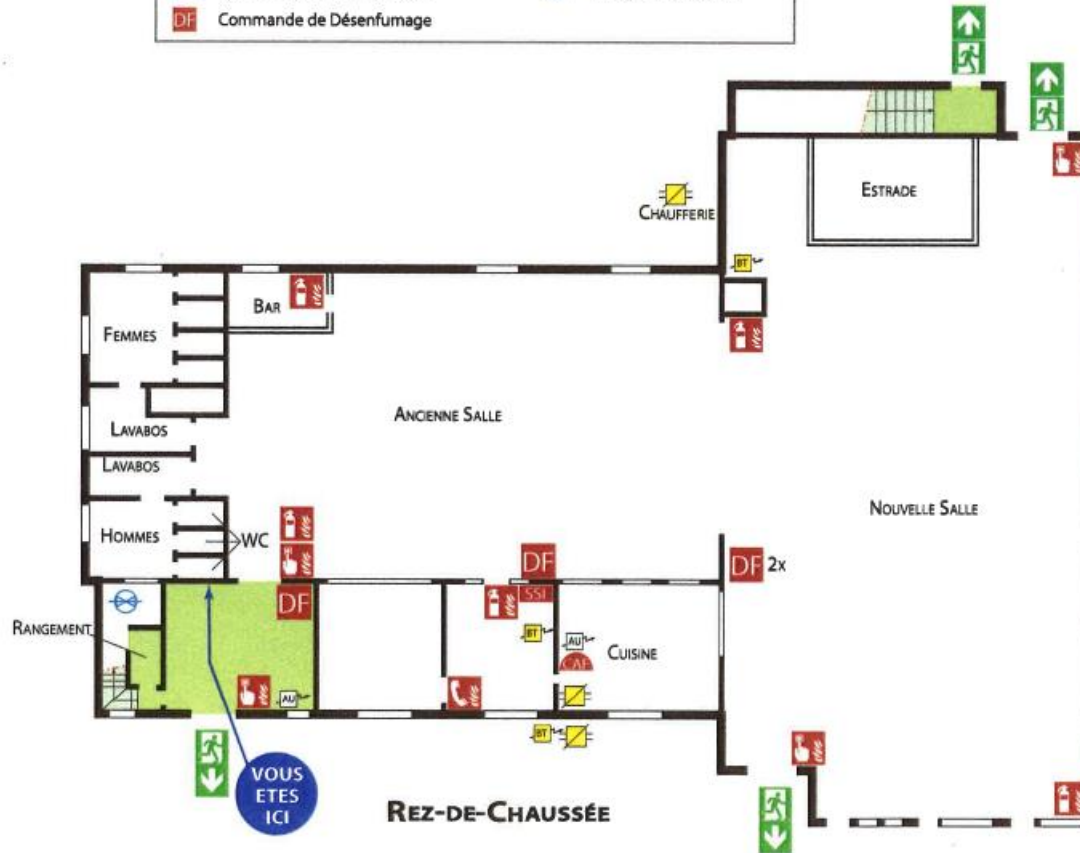 DF Commande de Désenfumage
ESTRADE
CHAUFFERIE
BT
BAR
FEMMES
ANCIENNE SALLE
LAVABOS
LAVABOS
NOUVELLE SALLE
HOMMES
WC
DF
DF 2x
DF
SSI
RANGEMENT
BT
AU
CUISINE
CAF
AU
BT
VOUS
ETES
ICI
REZ-DE-CHAUSSÉE